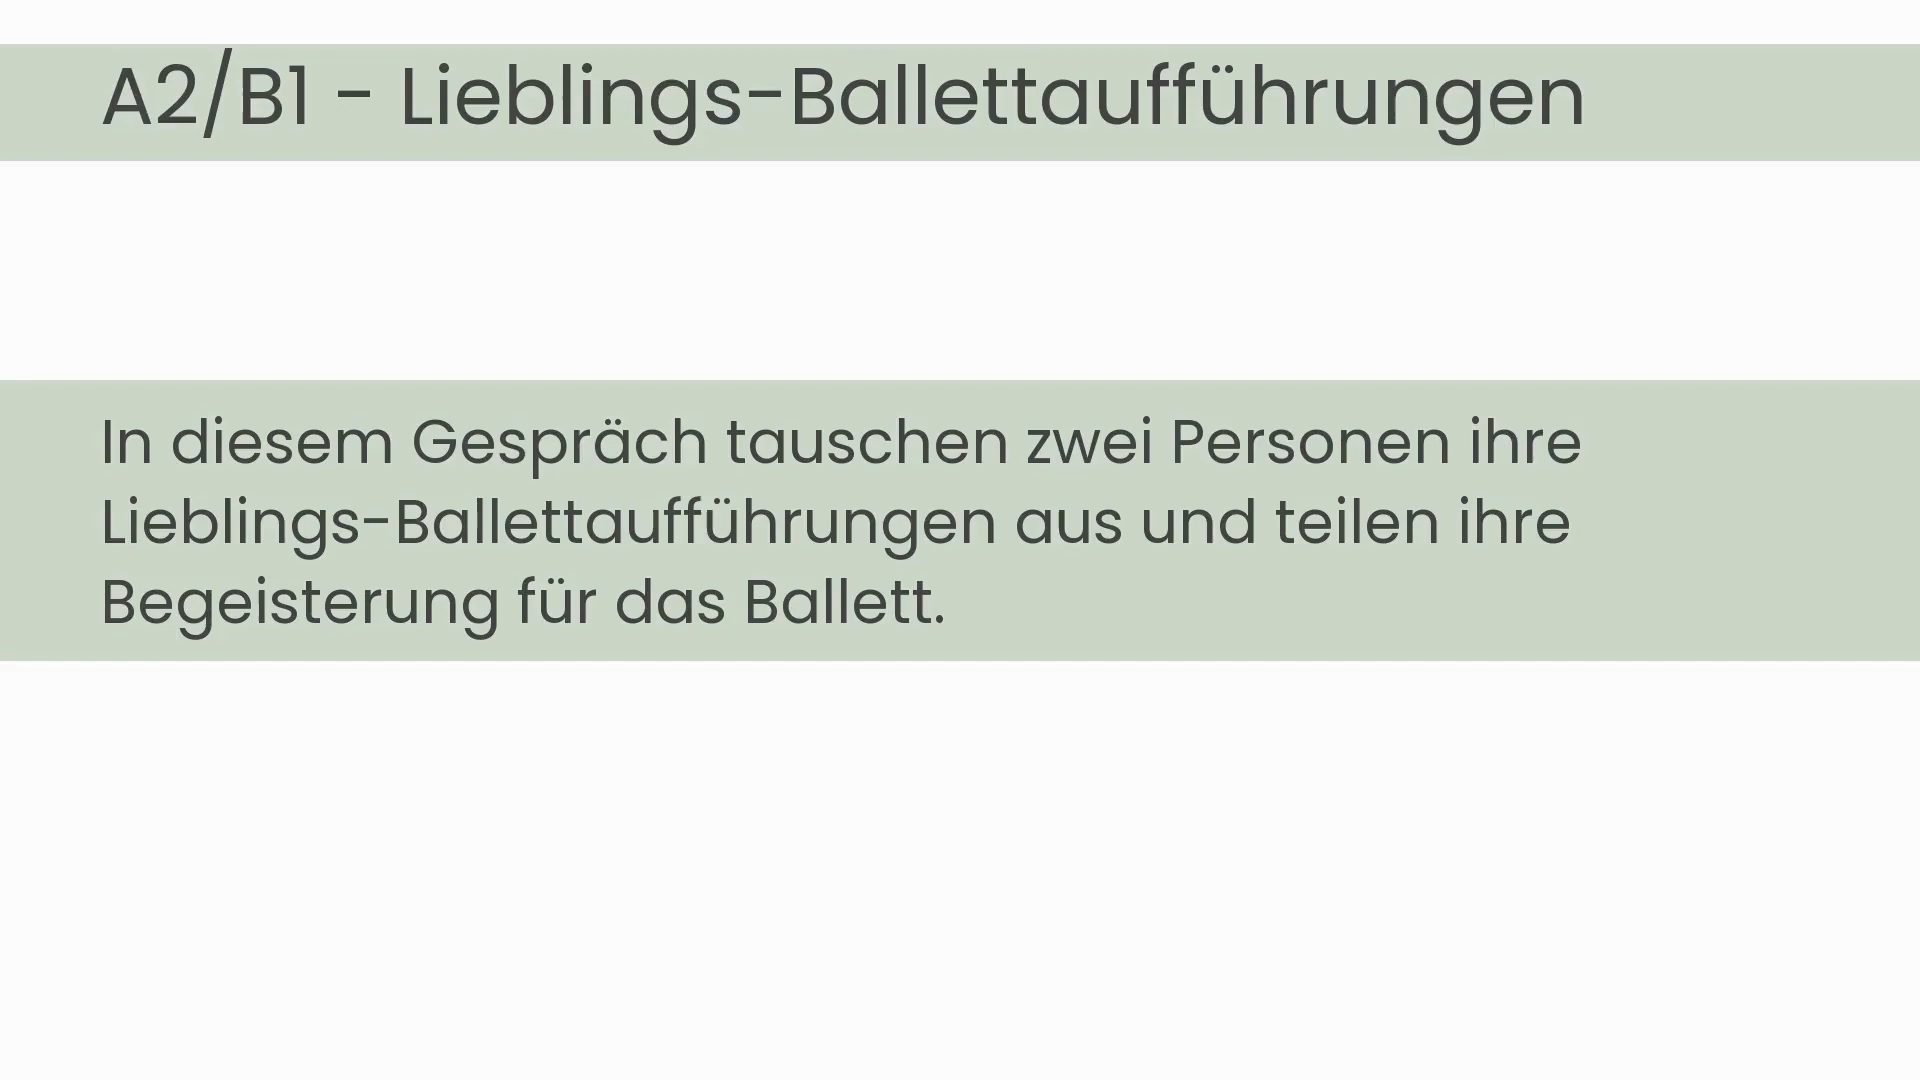 A2/B1 - Lieblings-Ballettaufführungen
In diesem Gespräch tauschen zwei Personen ihre
Lieblings-Ballettaufführungen aus und teilen ihre
Begeisterung für das Ballett.